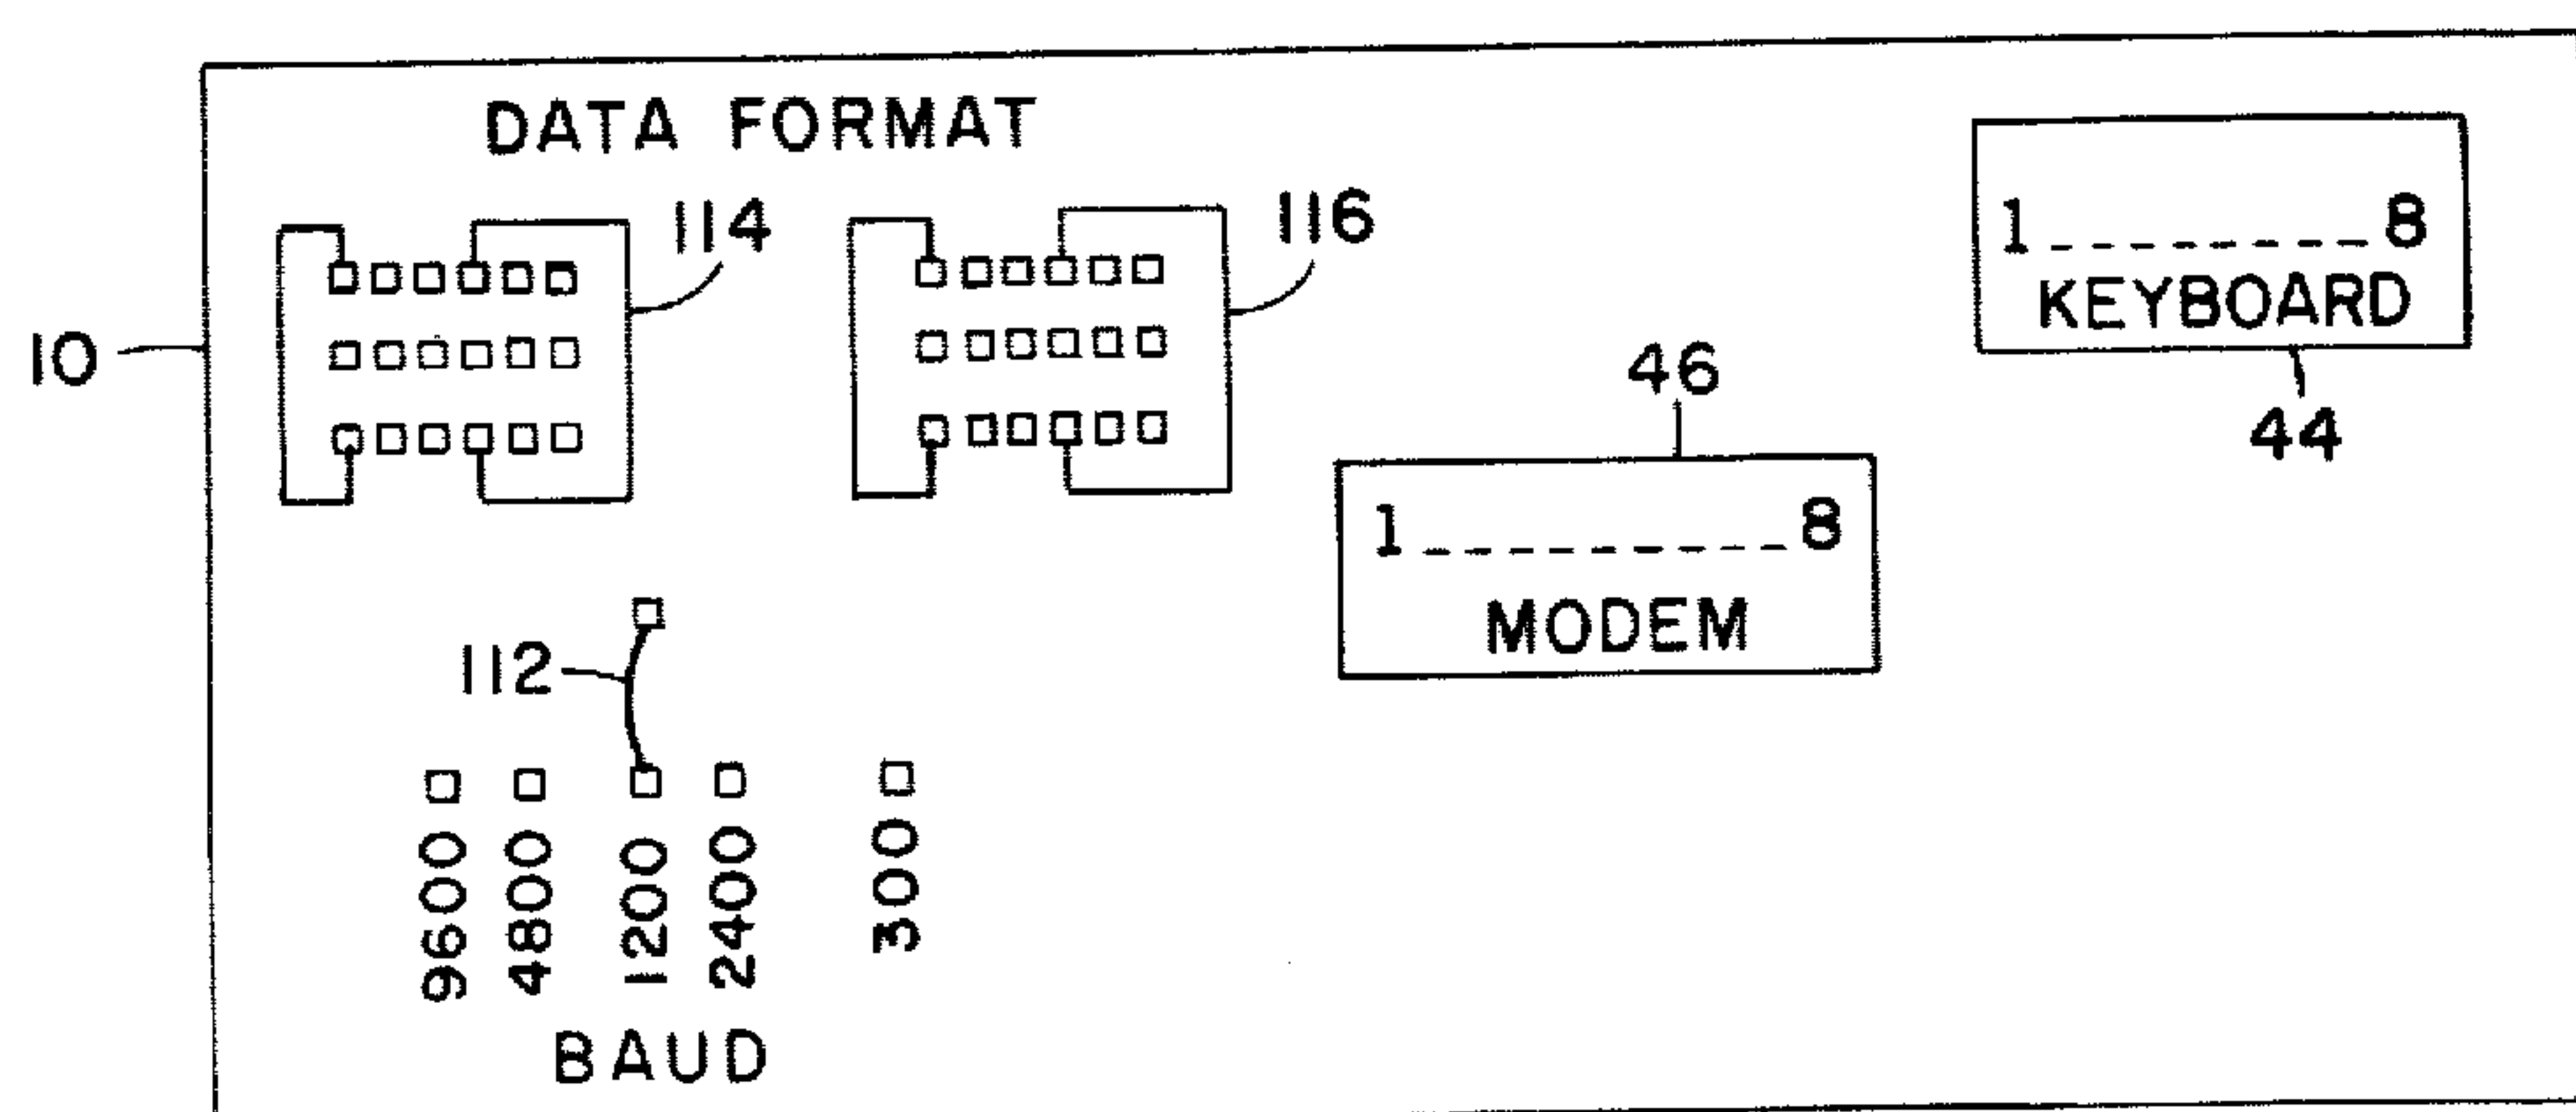 DATA FORMAT
114
116
1 _ _ _ _ _ _ _ _ 8
KEYBOARD
10
46
44
1 _ _ _ _ _ _ _ _ _ 8
MODEM
112
9600
4800
1200
2400
300
BAUD